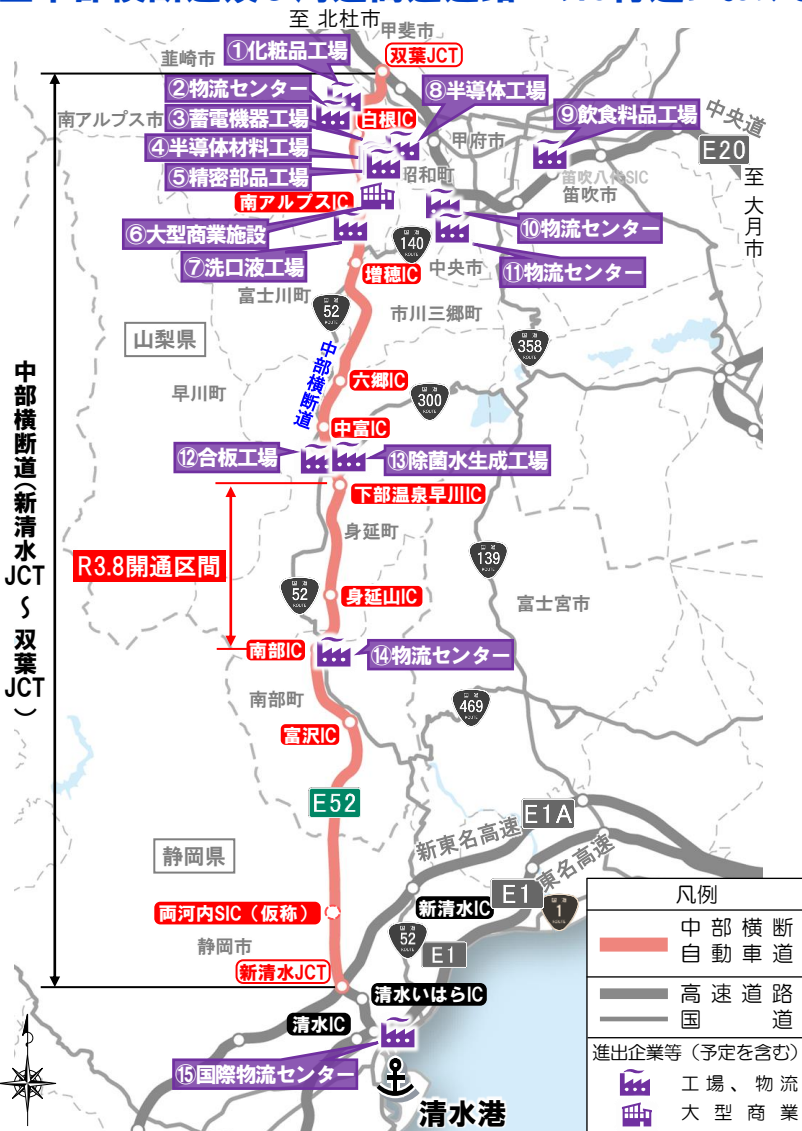 至 北杜市
甲斐市
韮崎市
①化粧品工場
双葉JCT
②物流センター
⑧半導体工場
南アルプス市
③蓄電機器工場
白根IC
⑨飲食料品工場
中央道
④半導体材料工場
甲府市
E20
⑤精密部品工場
昭和町
笛吹八代SIC
笛吹市
至 大月市
南アルプスIC
⑥大型商業施設
⑩物流センター
140
ROUTE
⑦洗口液工場
中央市
⑪物流センター
増穂IC
富士川町
国道
52
ROUTE
市川三郷町
山梨県
358
ROUTE
中部横断道
六郷IC
早川町
300
ROUTE
中富IC
⑫合板工場
⑬除菌水生成工場
下部温泉早川IC
身延町
R3.8開通区間
139
ROUTE
52
ROUTE
身延山IC
富士宮市
中部横断道(新清水JCT ～ 双葉JCT)
南部IC
⑭物流センター
南部町
469
ROUTE
富沢IC
E52
E1A
新東名高速
静岡県
東名高速
E1
両河内SIC（仮称）
新清水IC
1
ROUTE
静岡市
52
ROUTE
E1
新清水JCT
清水いはらIC
清水IC
⑮国際物流センター
清水港
凡例
中部横断
自動車道
高速道路
国道
進出企業等（予定を含む）
工場、物流
大型商業